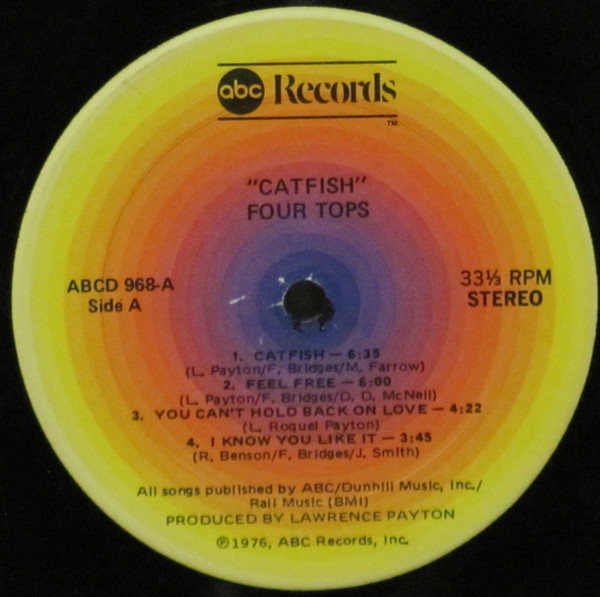 abc Records
TM
"CATFISH"
FOUR TOPS
ABCD 968-A
Side A
33⅓ RPM
STEREO
1. CATFISH — 6:35
(L. Payton/F. Bridges/M. Farrow)
2. FEEL FREE — 6:00
(L. Payton/F. Bridges/D. D. McNeil)
3. YOU CAN'T HOLD BACK ON LOVE — 4:22
(L. Roquel Payton)
4. I KNOW YOU LIKE IT — 3:45
(R. Benson/F. Bridges/J. Smith)
All songs published by ABC/Dunhill Music, Inc./
Rall Music (BMI)
PRODUCED BY LAWRENCE PAYTON
℗1976, ABC Records, Inc.